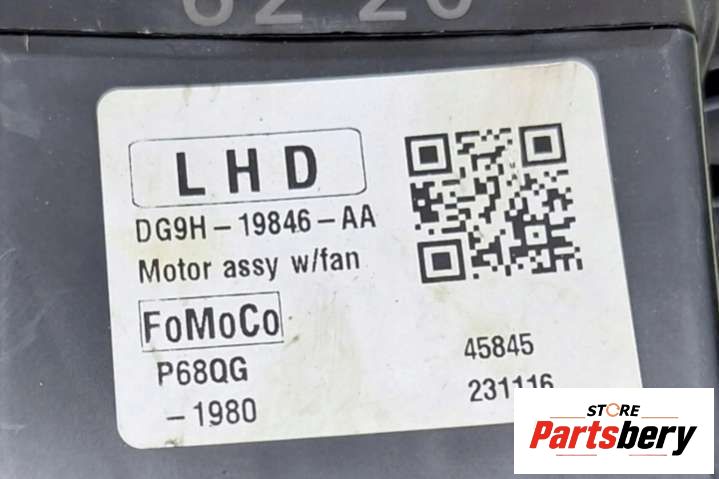 LHD
DG9H-19846-AA
Motor assy w/fan
FoMoCo
P68QG
-1980
45845
231116
STORE
Partsbery